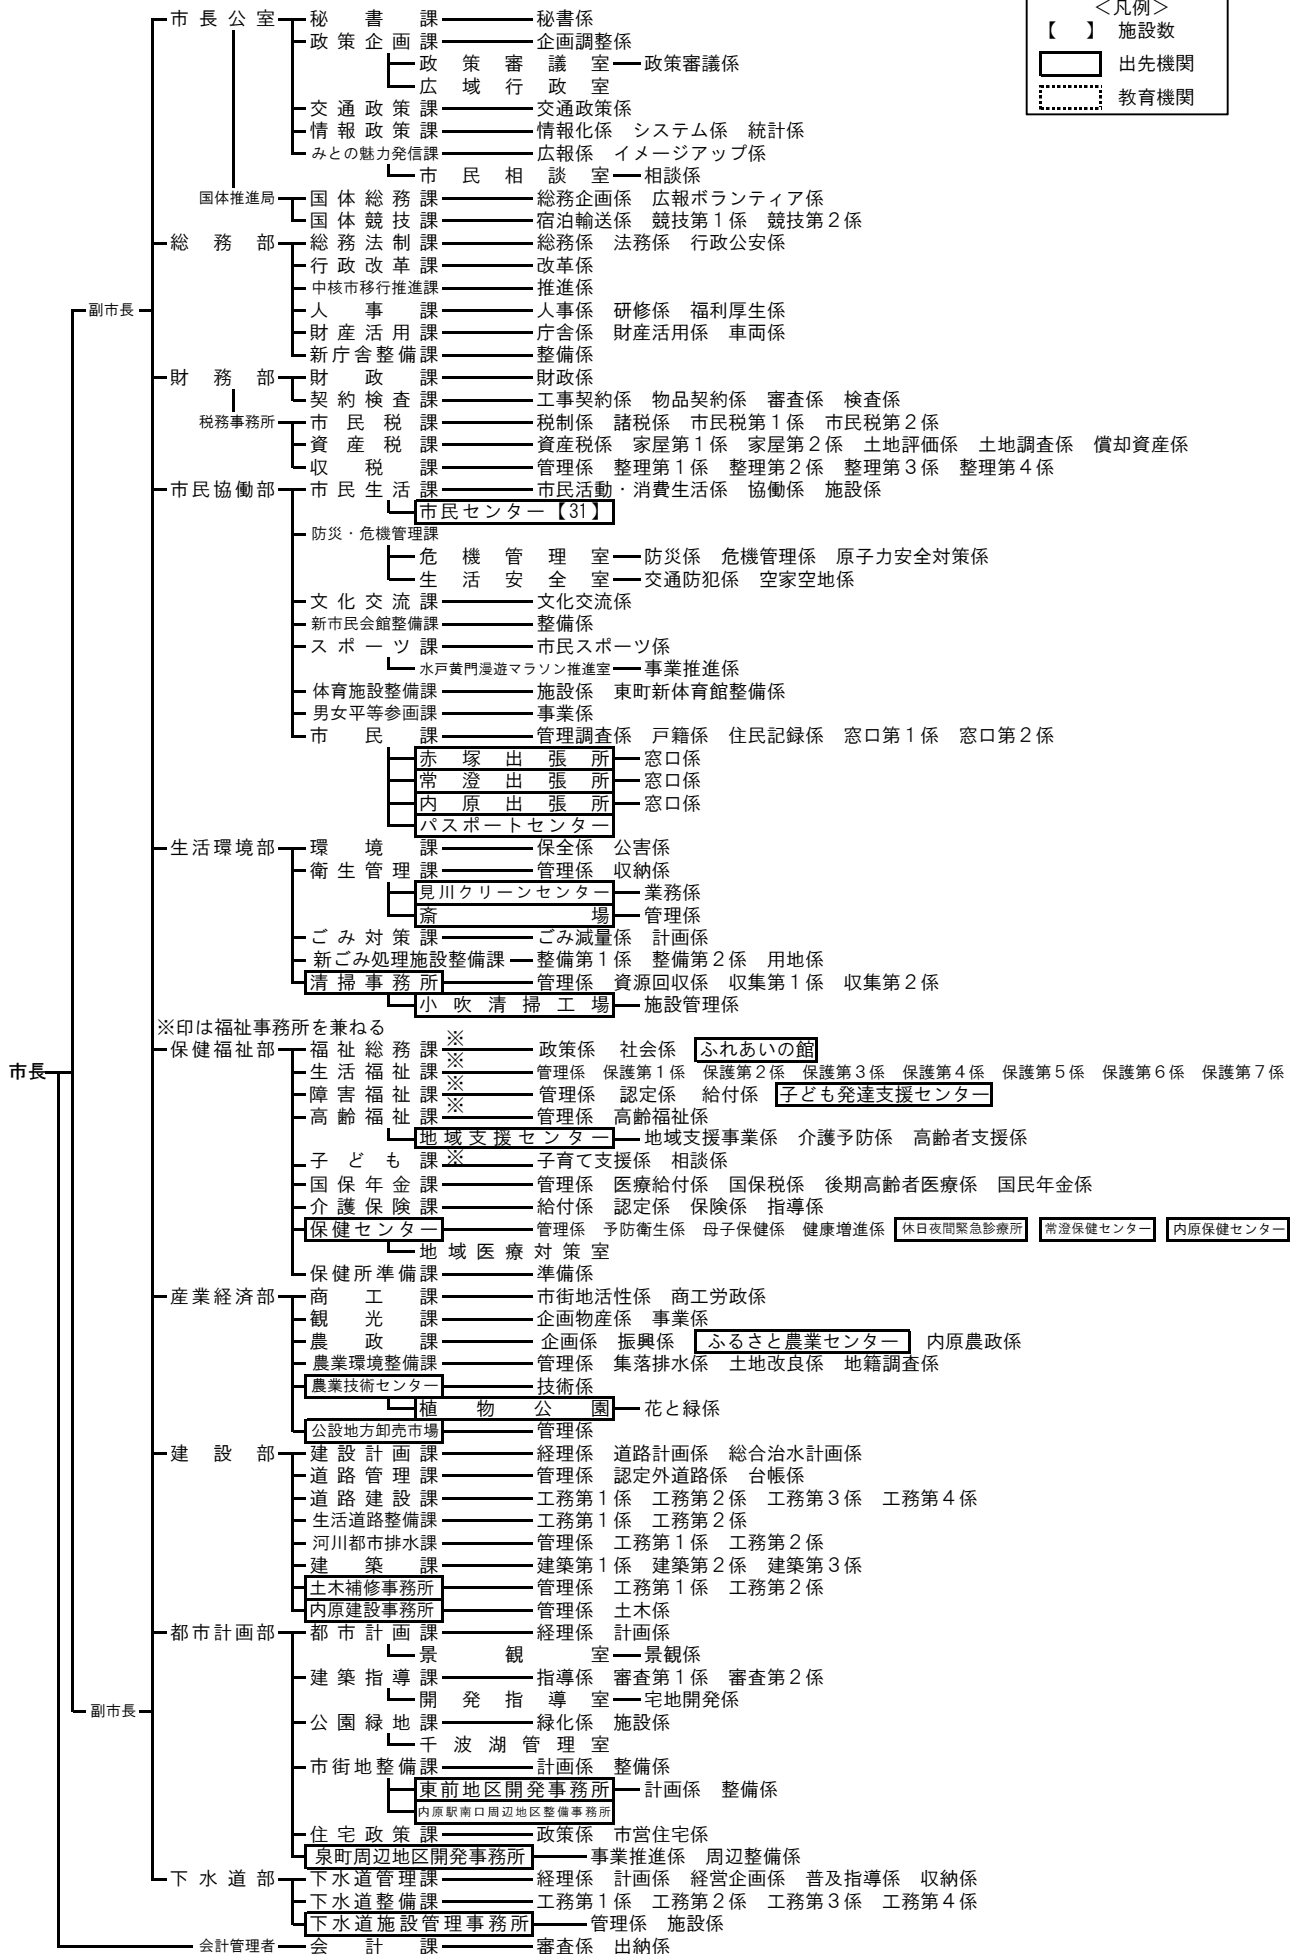 ＜凡例＞
【　】 施設数
出先機関
教育機関
市長公室 秘書課 秘書係
政策企画課 企画調整係
政策審議室 政策審議係
広域行政室
交通政策課 交通政策係
情報政策課 情報化係 システム係 統計係
みとの魅力発信課 広報係 イメージアップ係
市民相談室 相談係
国体推進局 国体総務課 総務企画係 広報ボランティア係
国体競技課 宿泊輸送係 競技第1係 競技第2係
総務部 総務法制課 総務係 法務係 行政公安係
行政改革課 改革係
中核市移行推進課 推進係
副市長 人事課 人事係 研修係 福利厚生係
財産活用課 庁舎係 財産活用係 車両係
新庁舎整備課 整備係
財務部 財政課 財政係
契約検査課 工事契約係 物品契約係 審査係 検査係
税務事務所 市民税課 税制係 諸税係 市民税第1係 市民税第2係
資産税課 資産税係 家屋第1係 家屋第2係 土地評価係 土地調査係 償却資産係
収税課 管理係 整理第1係 整理第2係 整理第3係 整理第4係
市民協働部 市民生活課 市民活動・消費生活係 協働係 施設係
市民センター【31】
防災・危機管理課
危機管理室 防災係 危機管理係 原子力安全対策係
生活安全室 交通防犯係 空家空地係
文化交流課 文化交流係
新市民会館整備課 整備係
スポーツ課 市民スポーツ係
水戸黄門漫遊マラソン推進室 事業推進係
体育施設整備課 施設係 東町新体育館整備係
男女平等参画課 事業係
市民課 管理調査係 戸籍係 住民記録係 窓口第1係 窓口第2係
赤塚出張所 窓口係
常澄出張所 窓口係
内原出張所 窓口係
パスポートセンター
生活環境部 環境課 保全係 公害係
衛生管理課 管理係 収納係
見川クリーンセンター 業務係
斎場 管理係
ごみ対策課 ごみ減量係 計画係
新ごみ処理施設整備課 整備第1係 整備第2係 用地係
清掃事務所 管理係 資源回収係 収集第1係 収集第2係
小吹清掃工場 施設管理係
※印は福祉事務所を兼ねる
保健福祉部 福祉総務課※ 政策係 社会係 ふれあいの館
市長 生活福祉課※ 管理係 保護第1係 保護第2係 保護第3係 保護第4係 保護第5係 保護第6係 保護第7係
障害福祉課※ 管理係 認定係 給付係 子ども発達支援センター
高齢福祉課※ 管理係 高齢福祉係
地域支援センター 地域支援事業係 介護予防係 高齢者支援係
子ども課※ 子育て支援係 相談係
国保年金課 管理係 医療給付係 国保税係 後期高齢者医療係 国民年金係
介護保険課 給付係 認定係 保険係 指導係
保健センター 管理係 予防衛生係 母子保健係 健康増進係 休日夜間緊急診療所 常澄保健センター 内原保健センター
地域医療対策室
保健所準備課 準備係
産業経済部 商工課 市街地活性係 商工労政係
観光課 企画物産係 事業係
農政課 企画係 振興係 ふるさと農業センター 内原農政係
農業環境整備課 管理係 集落排水係 土地改良係 地籍調査係
農業技術センター 技術係
植物公園 花と緑係
公設地方卸売市場 管理係
建設部 建設計画課 経理係 道路計画係 総合治水計画係
道路管理課 管理係 認定外道路係 台帳係
道路建設課 工務第1係 工務第2係 工務第3係 工務第4係
生活道路整備課 工務第1係 工務第2係
河川都市排水課 管理係 工務第1係 工務第2係
建築課 建築第1係 建築第2係 建築第3係
土木補修事務所 管理係 工務第1係 工務第2係
内原建設事務所 管理係 土木係
都市計画部 都市計画課 経理係 計画係
景観室 景観係
建築指導課 指導係 審査第1係 審査第2係
開発指導室 宅地開発係
副市長 公園緑地課 緑化係 施設係
千波湖管理室
市街地整備課 計画係 整備係
東前地区開発事務所 計画係 整備係
内原駅南口周辺地区整備事務所
住宅政策課 政策係 市営住宅係
泉町周辺地区開発事務所 事業推進係 周辺整備係
下水道部 下水道管理課 経理係 計画係 経営企画係 普及指導係 収納係
下水道整備課 工務第1係 工務第2係 工務第3係 工務第4係
下水道施設管理事務所 管理係 施設係
会計管理者 会計課 審査係 出納係